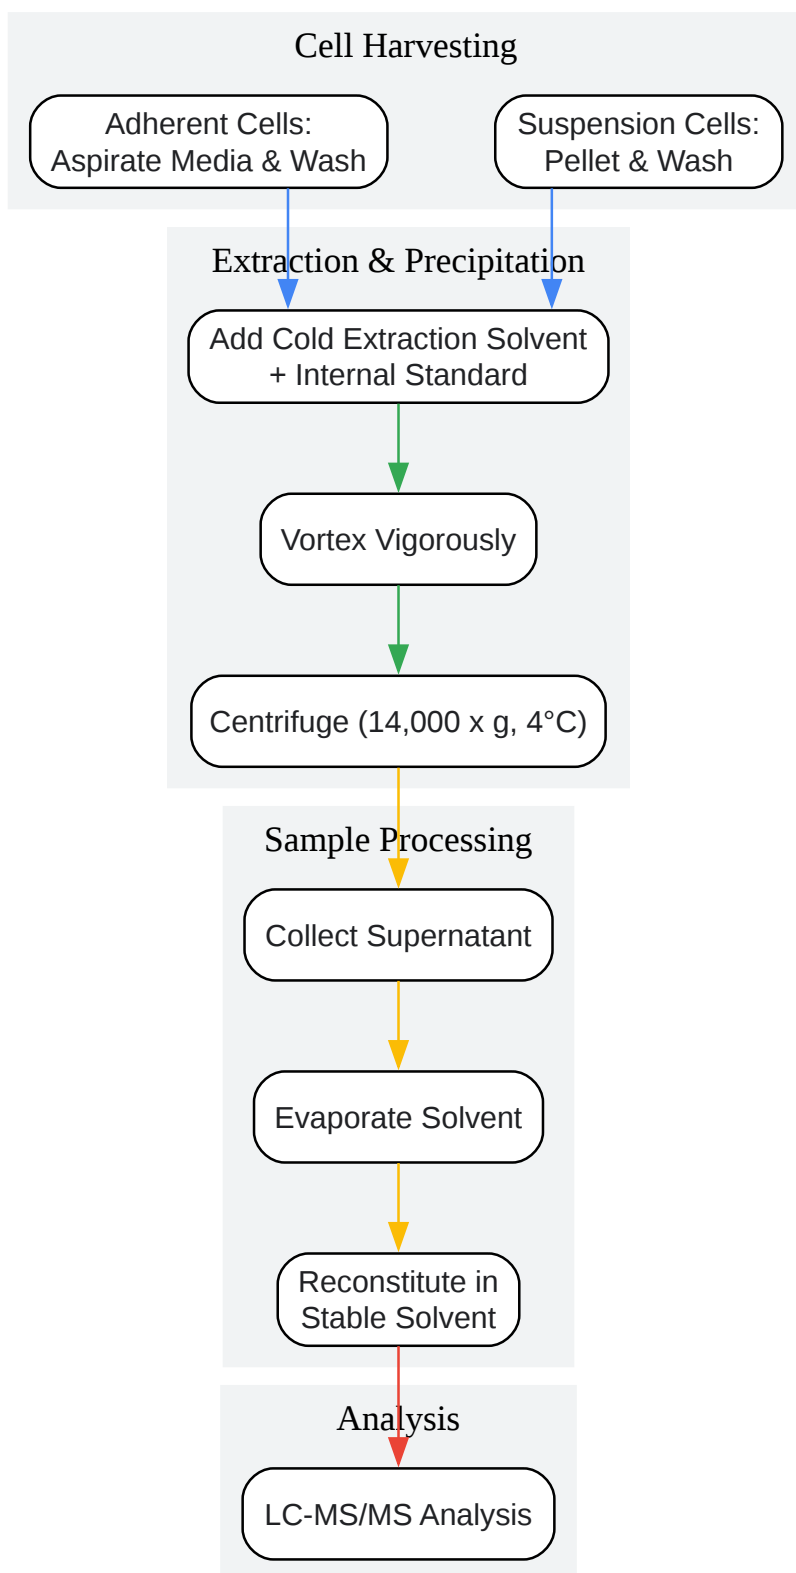 Cell Harvesting
Adherent Cells:
Aspirate Media & Wash
Suspension Cells:
Pellet & Wash
Extraction & Precipitation
Add Cold Extraction Solvent
+ Internal Standard
Vortex Vigorously
Centrifuge (14,000 x g, 4°C)
Sample Processing
Collect Supernatant
Evaporate Solvent
Reconstitute in
Stable Solvent
Analysis
LC-MS/MS Analysis